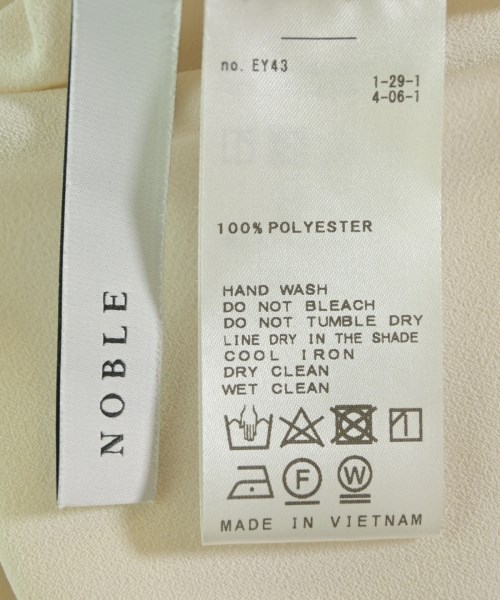 NOBLE
no. EY43
1-29-1
4-06-1
100% POLYESTER
HAND WASH
DO NOT BLEACH
DO NOT TUMBLE DRY
LINE DRY IN THE SHADE
COOL IRON
DRY CLEAN
WET CLEAN
F W
MADE IN VIETNAM